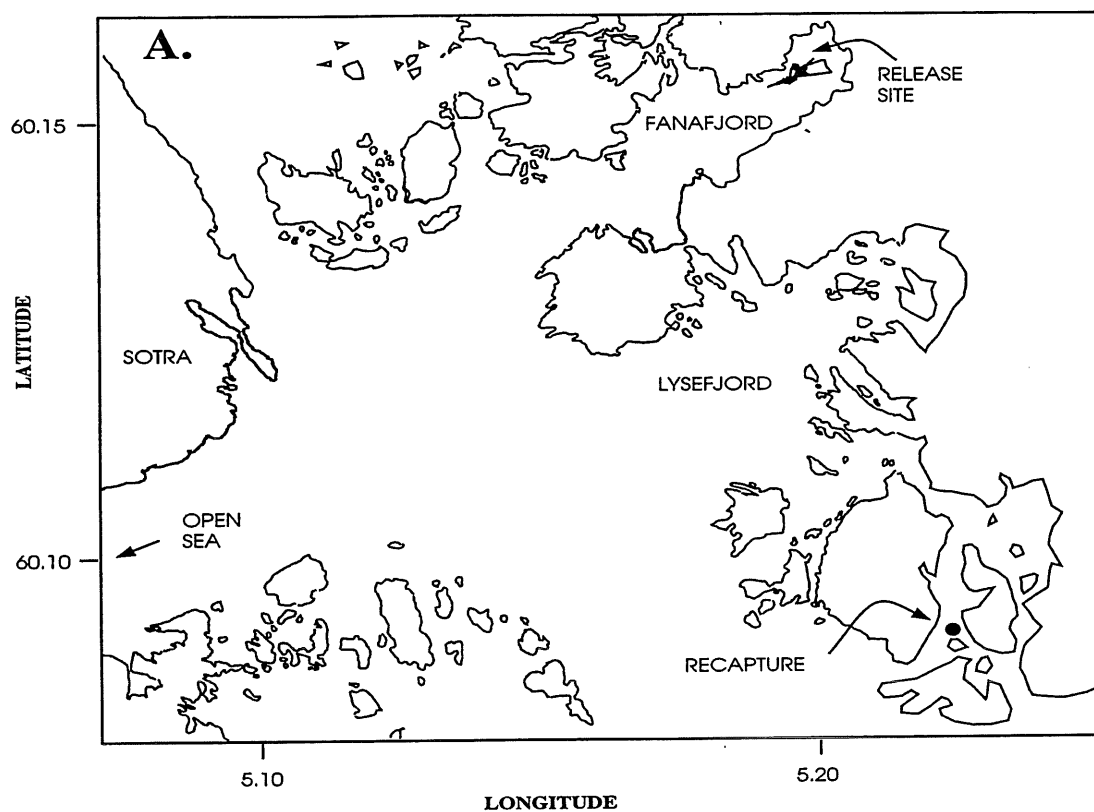 A.
RELEASE
SITE
60.15
FANAFJORD
SOTRA
LATITUDE
LYSEFJORD
OPEN
SEA
60.10
RECAPTURE
5.10
5.20
LONGITUDE